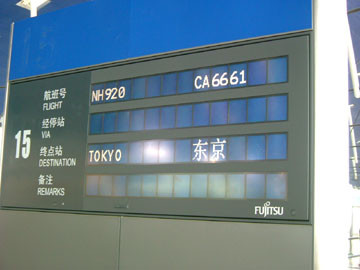 航班号 NH920 CA6661
FLIGHT
经停站
VIA
15
终点站 TOKYO 东京
DESTINATION
备注
REMARKS
FUJITSU